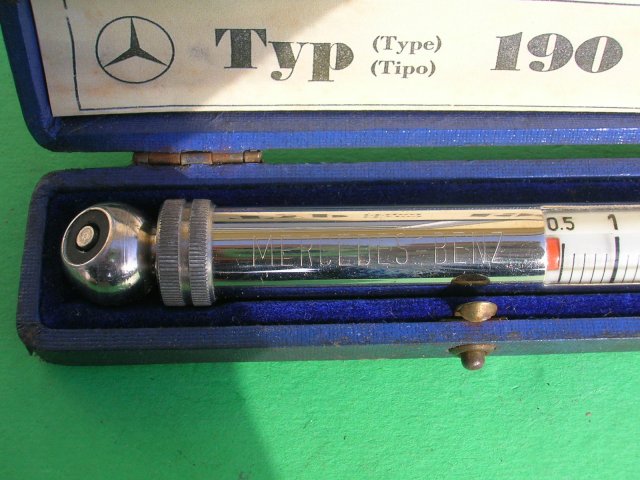 Typ (Type) 190
(Tipo)
MERCEDES BENZ
0.5 1